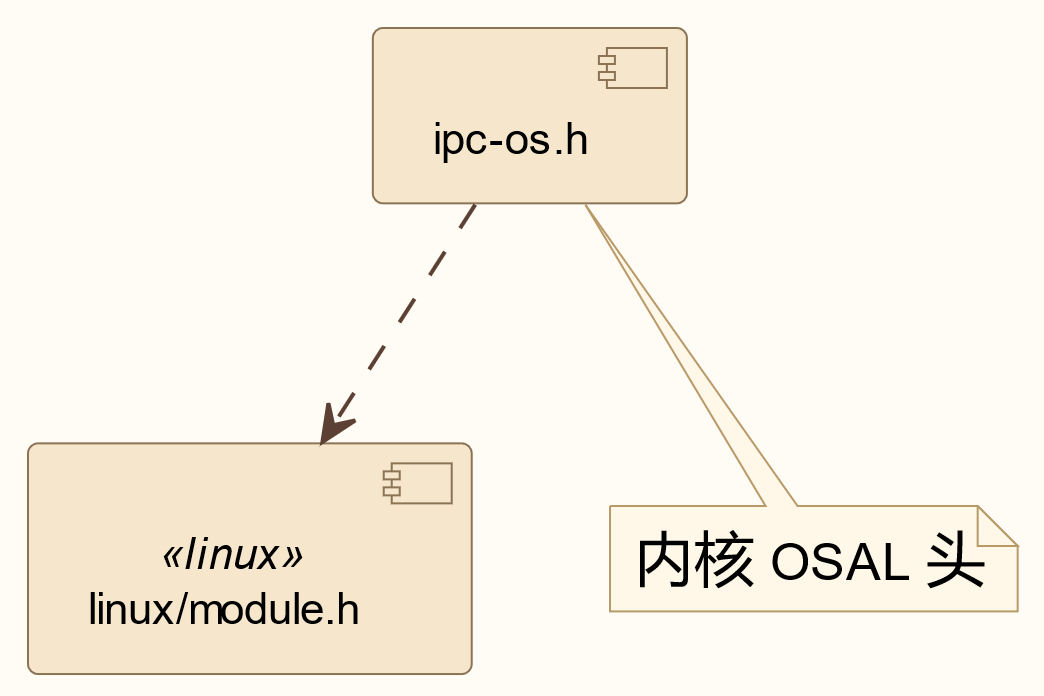 ipc-os.h
«linux»
linux/module.h
内核 OSAL 头